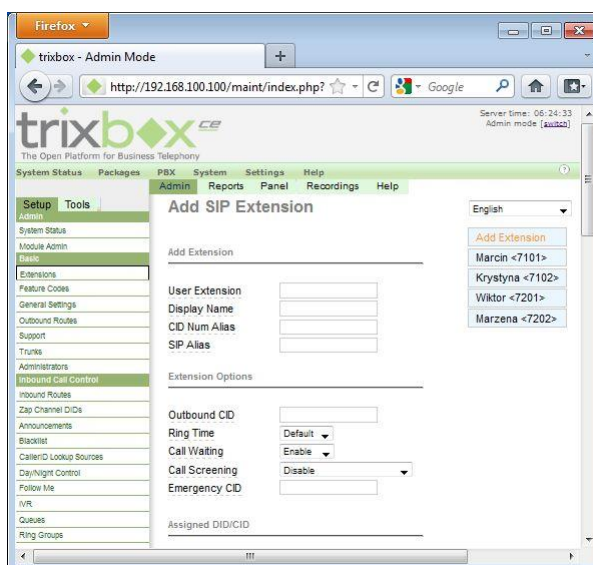 Firefox
trixbox - Admin Mode
http://192.168.100.100/maint/index.php?
Google
Server time: 06:24:33
Admin mode [switch]
trixbox ce
The Open Platform for Business Telephony
System Status Packages PBX System Settings Help
Admin Reports Panel Recordings Help
Setup Tools
Admin
System Status
Module Admin
Basic
Extensions
Feature Codes
General Settings
Outbound Routes
Support
Trunks
Administrators
Inbound Call Control
Inbound Routes
Zap Channel DIDs
Announcements
Blacklist
CallerID Lookup Sources
Day/Night Control
Follow Me
IVR
Queues
Ring Groups
Add SIP Extension
Add Extension
User Extension
Display Name
CID Num Alias
SIP Alias
Extension Options
Outbound CID
Ring Time Default
Call Waiting Enable
Call Screening Disable
Emergency CID
Assigned DID/CID
English
Add Extension
Marcin <7101>
Krystyna <7102>
Wiktor <7201>
Marzena <7202>